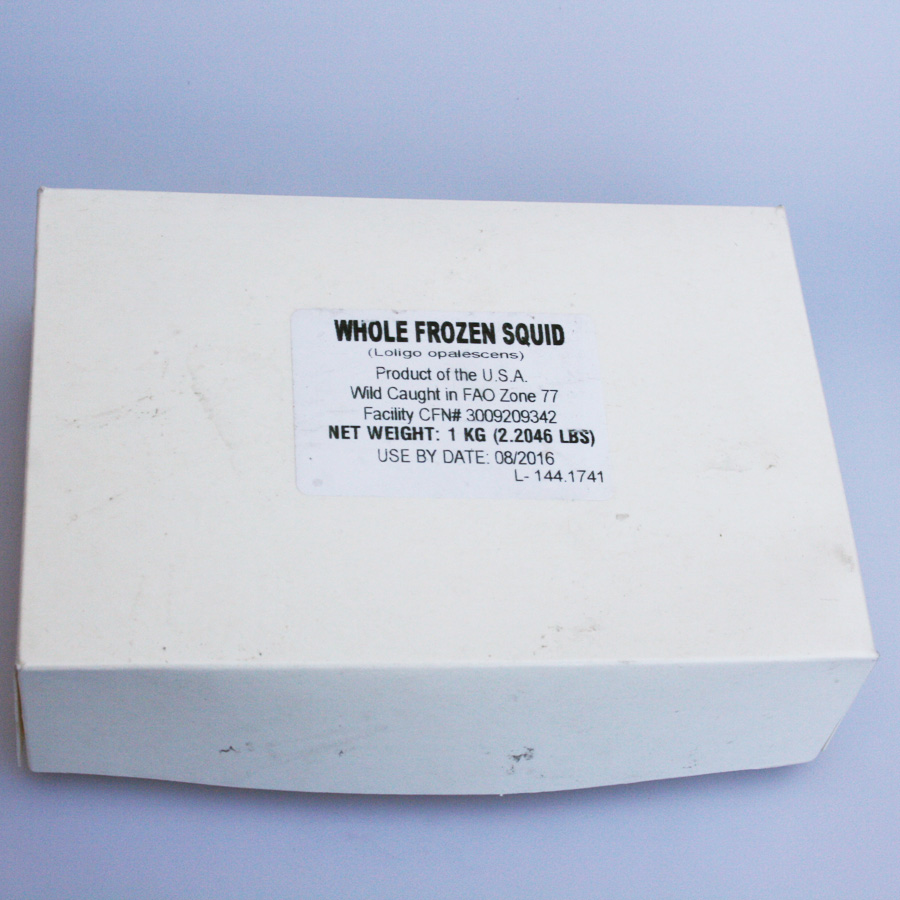 WHOLE FROZEN SQUID
(Loligo opalescens)
Product of the U.S.A.
Wild Caught in FAO Zone 77
Facility CFN# 3009209342
NET WEIGHT: 1 KG (2.2046 LBS)
USE BY DATE: 08/2016
L- 144.1741